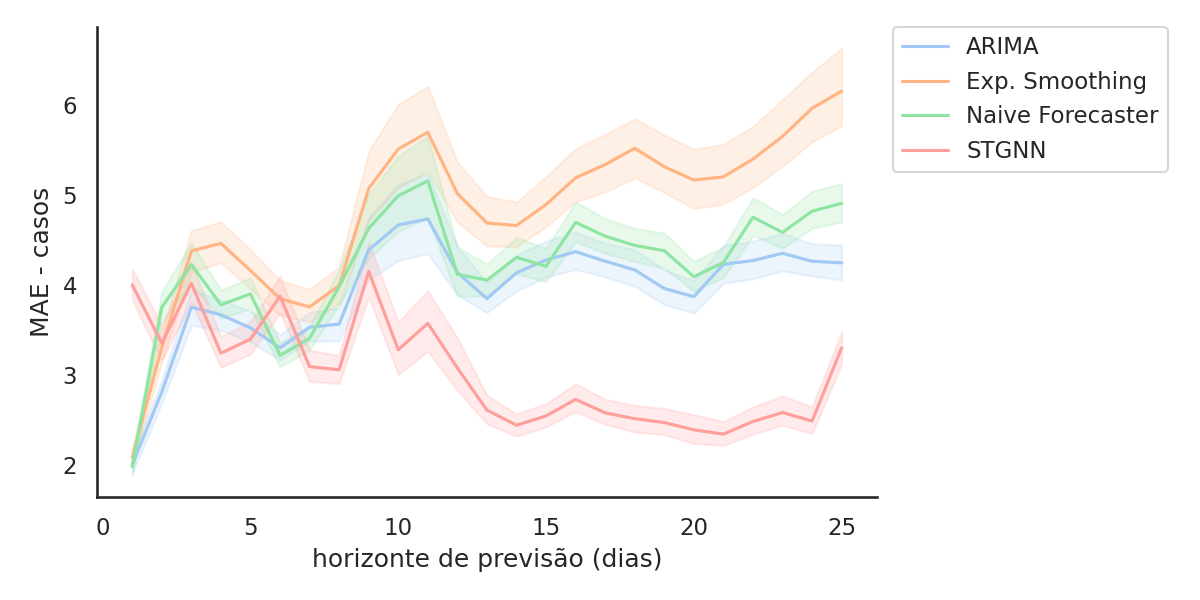 ARIMA
Exp. Smoothing
Naive Forecaster
STGNN
MAE - casos
6
5
4
3
2
0 5 10 15 20 25
horizonte de previsão (dias)